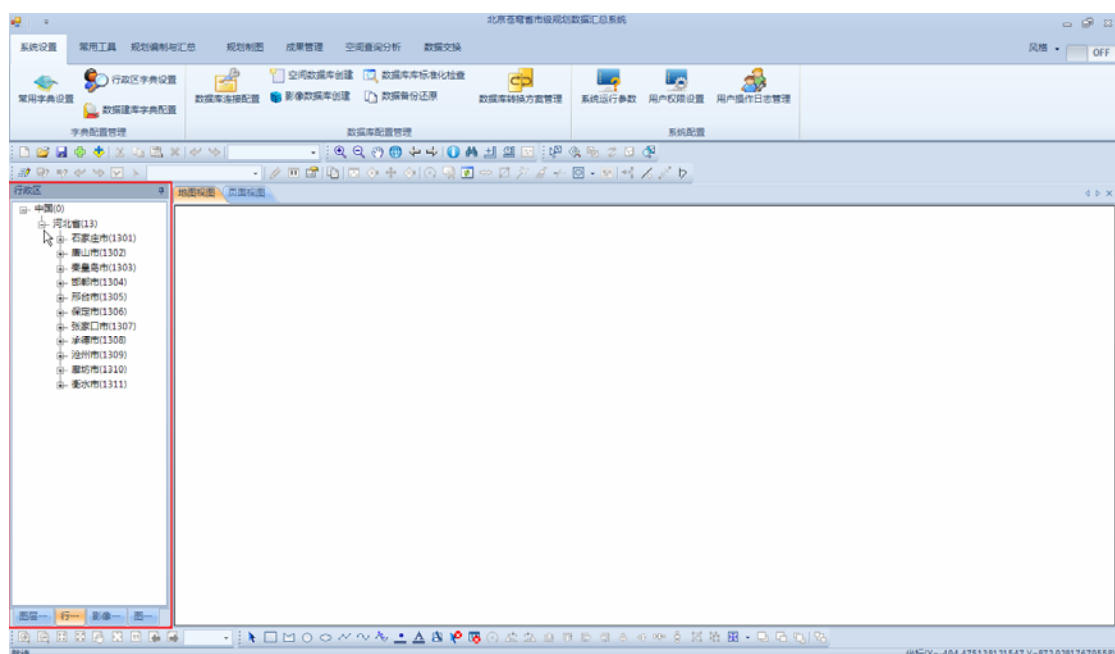 北京苍穹省市级规划数据汇总系统
系统设置 常用工具 规划编制与汇总 规划制图 成果管理 空间查询分析 数据交换
风格 OFF
常用字典设置
行政区字典设置
数据建库字典配置
字典配置管理
数据库连接配置
空间数据库创建 数据库库标准化检查
影像数据库创建 数据备份还原
数据库转换方案管理
数据库配置管理
系统运行参数 用户权限设置 用户操作日志管理
系统配置
行政区
地图视图 页面视图
中国(0)
河北省(13)
石家庄市(1301)
唐山市(1302)
秦皇岛市(1303)
邯郸市(1304)
邢台市(1305)
保定市(1306)
张家口市(1307)
承德市(1308)
沧州市(1309)
廊坊市(1310)
衡水市(1311)
图层... 行... 影像... 图...